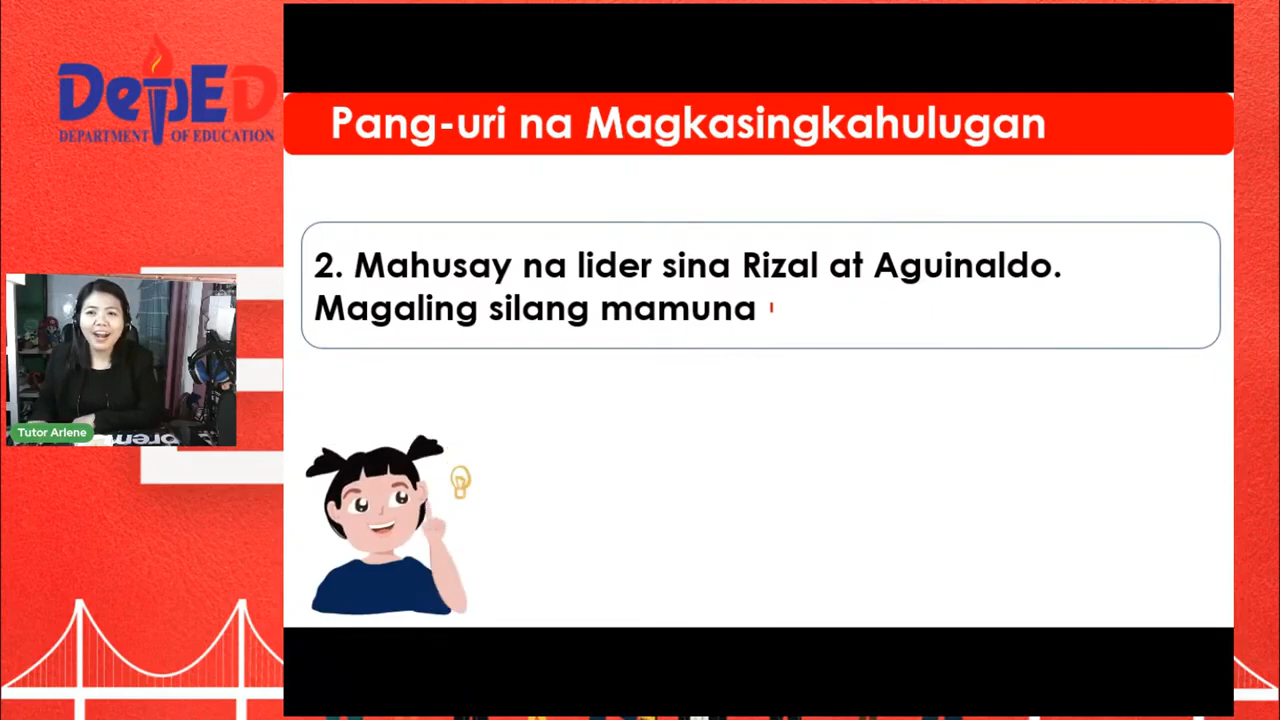 DepED
DEPARTMENT OF EDUCATION
Pang-uri na Magkasingkahulugan
2. Mahusay na lider sina Rizal at Aguinaldo.
Magaling silang mamuna
Tutor Arlene